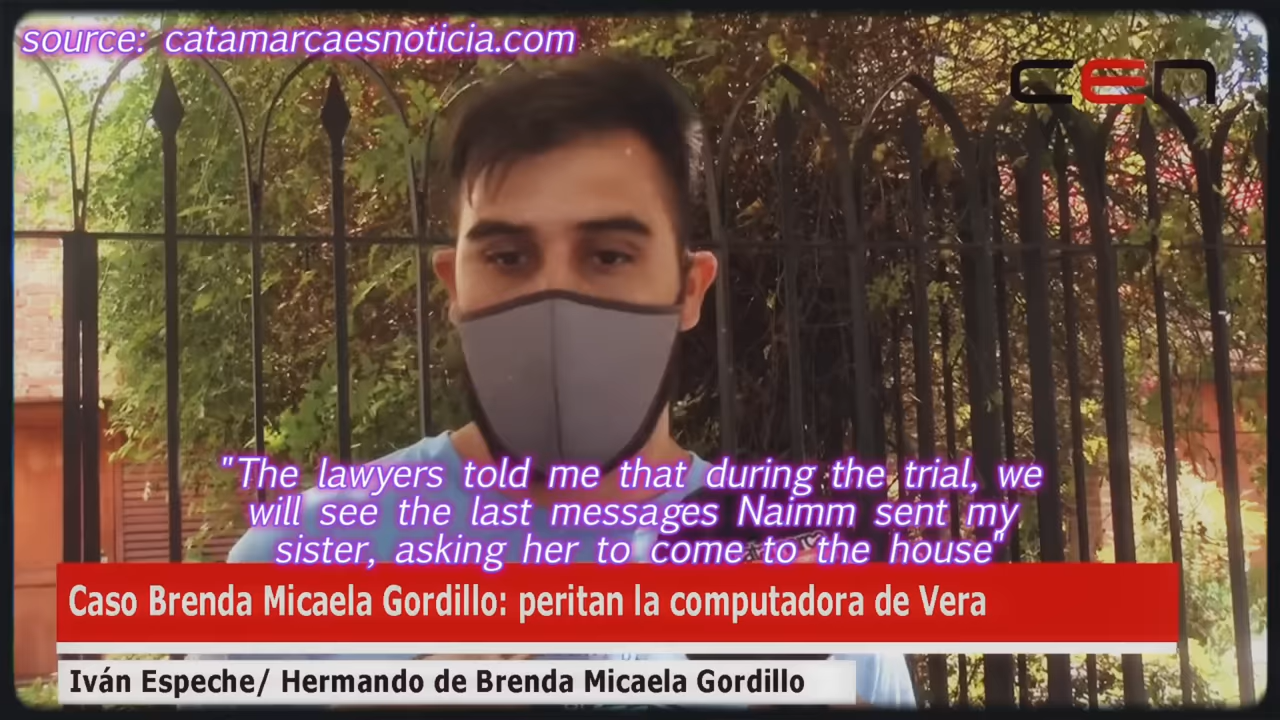 source: catamarcaesnoticia.com
cen
"The lawyers told me that during the trial, we
will see the last messages Naimm sent my
sister, asking her to come to the house"
Caso Brenda Micaela Gordillo: peritan la computadora de Vera
Iván Espeche/ Hermando de Brenda Micaela Gordillo